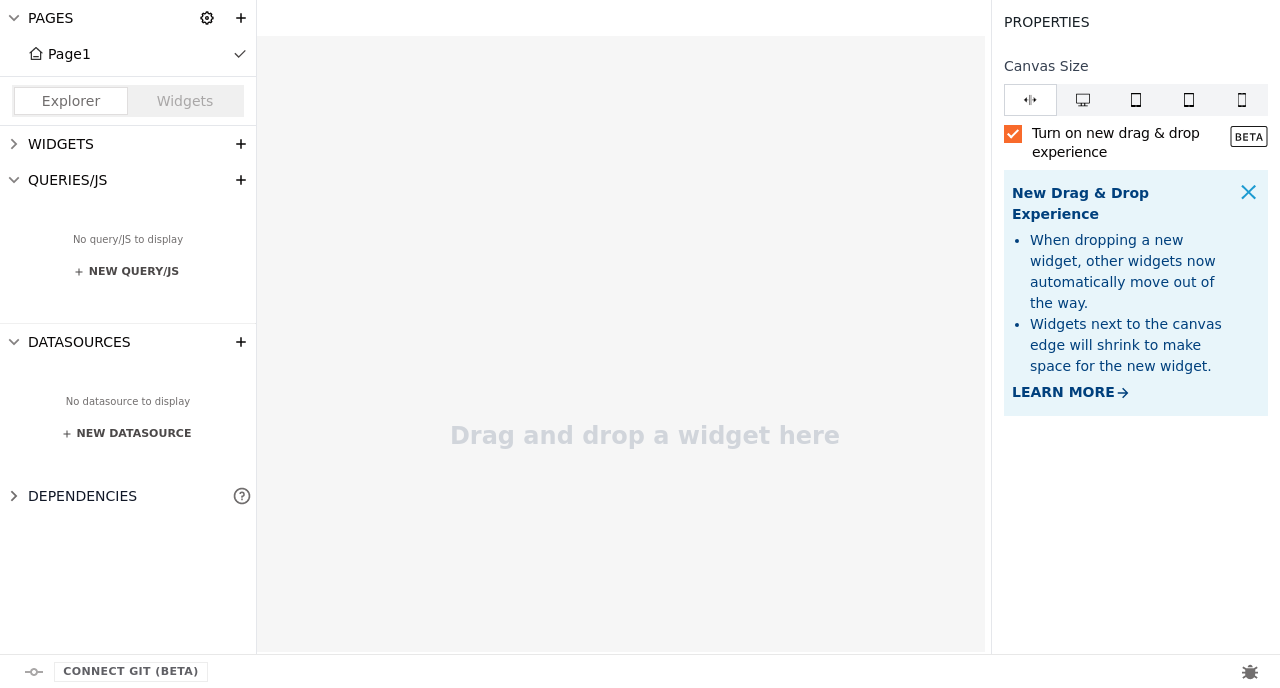 PAGES
Page1
Explorer
Widgets
WIDGETS
QUERIES/JS
No query/JS to display
NEW QUERY/JS
DATASOURCES
No datasource to display
NEW DATASOURCE
DEPENDENCIES
Drag and drop a widget here
PROPERTIES
Canvas Size
Turn on new drag & drop
experience
BETA
New Drag & Drop
Experience
• When dropping a new
widget, other widgets now
automatically move out of
the way.
• Widgets next to the canvas
edge will shrink to make
space for the new widget.
LEARN MORE
CONNECT GIT (BETA)